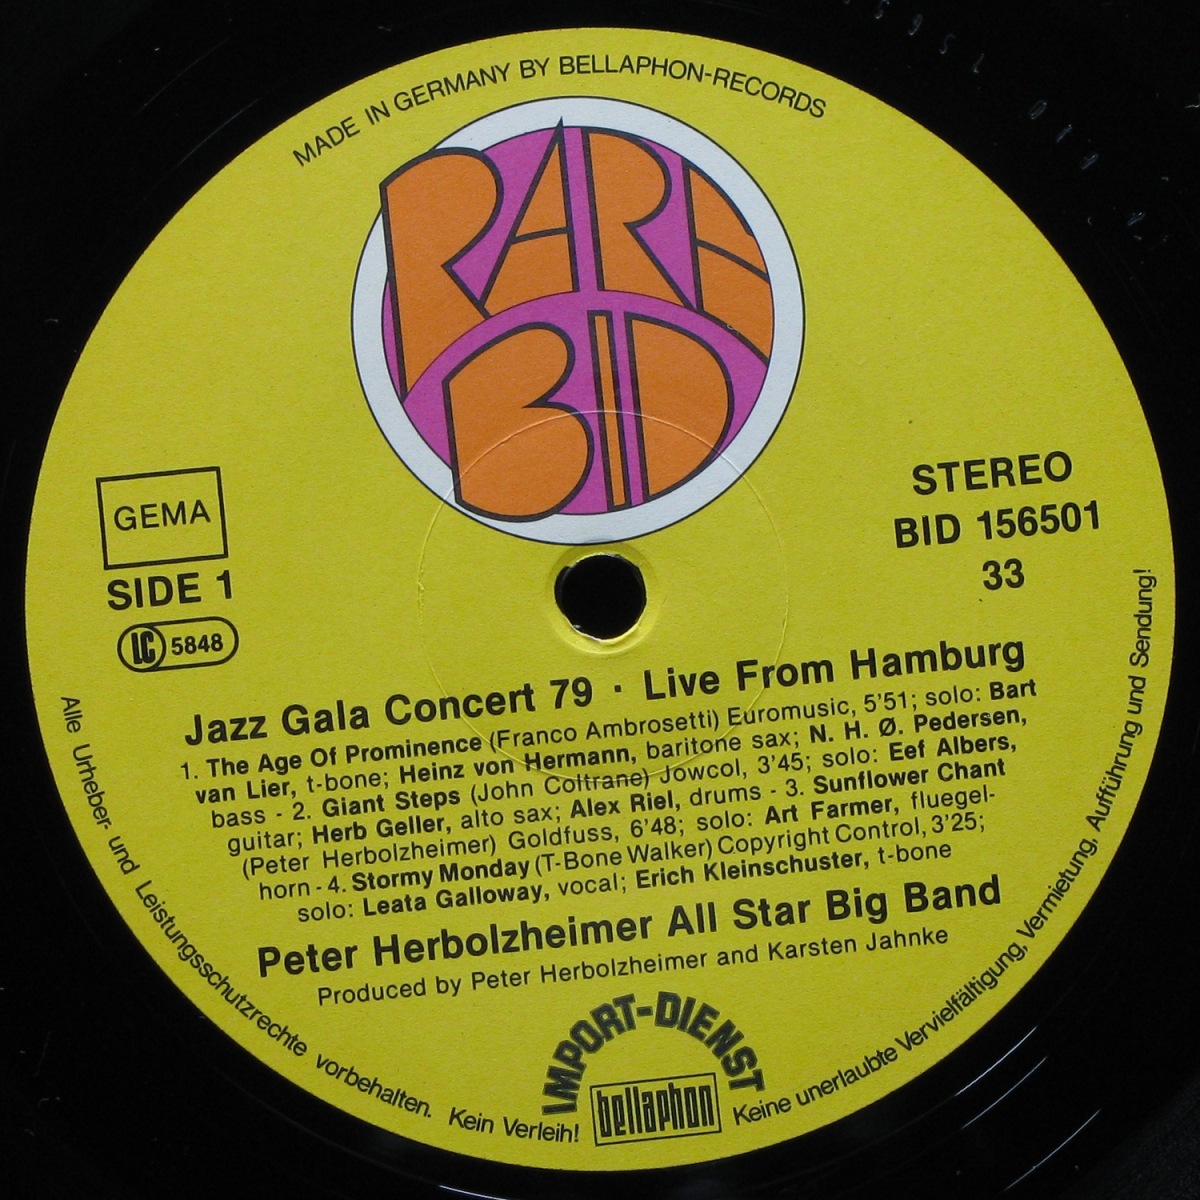 MADE IN GERMANY BY BELLAPHON-RECORDS
RARE
BID
GEMA
SIDE 1
LC 5848
STEREO
BID 156501
33
Jazz Gala Concert 79 · Live From Hamburg
1. The Age Of Prominence (Franco Ambrosetti) Euromusic, 5'51; solo: Bart
van Lier, t-bone; Heinz von Hermann, baritone sax; N. H. Ø. Pedersen,
bass - 2. Giant Steps (John Coltrane) Jowcol, 3'45; solo: Eef Albers,
guitar; Herb Geller, alto sax; Alex Riel, drums - 3. Sunflower Chant
(Peter Herbolzheimer) Goldfuss, 6'48; solo: Art Farmer, fluegel-
horn - 4. Stormy Monday (T-Bone Walker) Copyright Control, 3'25;
solo: Leata Galloway, vocal; Erich Kleinschuster, t-bone
Peter Herbolzheimer All Star Big Band
Produced by Peter Herbolzheimer and Karsten Jahnke
IMPORT-DIENST
bellaphon
Alle Urheber- und Leistungsschutzrechte vorbehalten. Kein Verleih! Keine unerlaubte Vervielfältigung, Vermietung, Aufführung und Sendung!